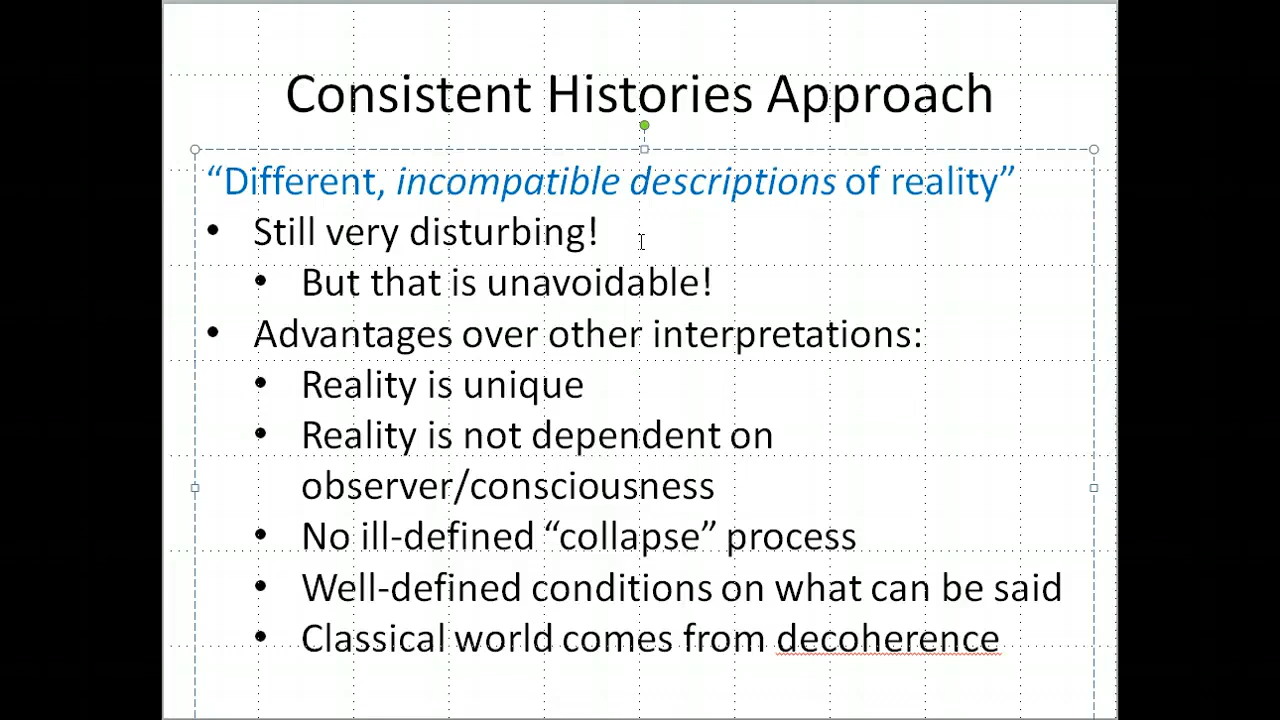 Consistent Histories Approach
“Different, incompatible descriptions of reality”
• Still very disturbing!
• But that is unavoidable!
• Advantages over other interpretations:
• Reality is unique
• Reality is not dependent on
observer/consciousness
• No ill-defined “collapse” process
• Well-defined conditions on what can be said
• Classical world comes from decoherence